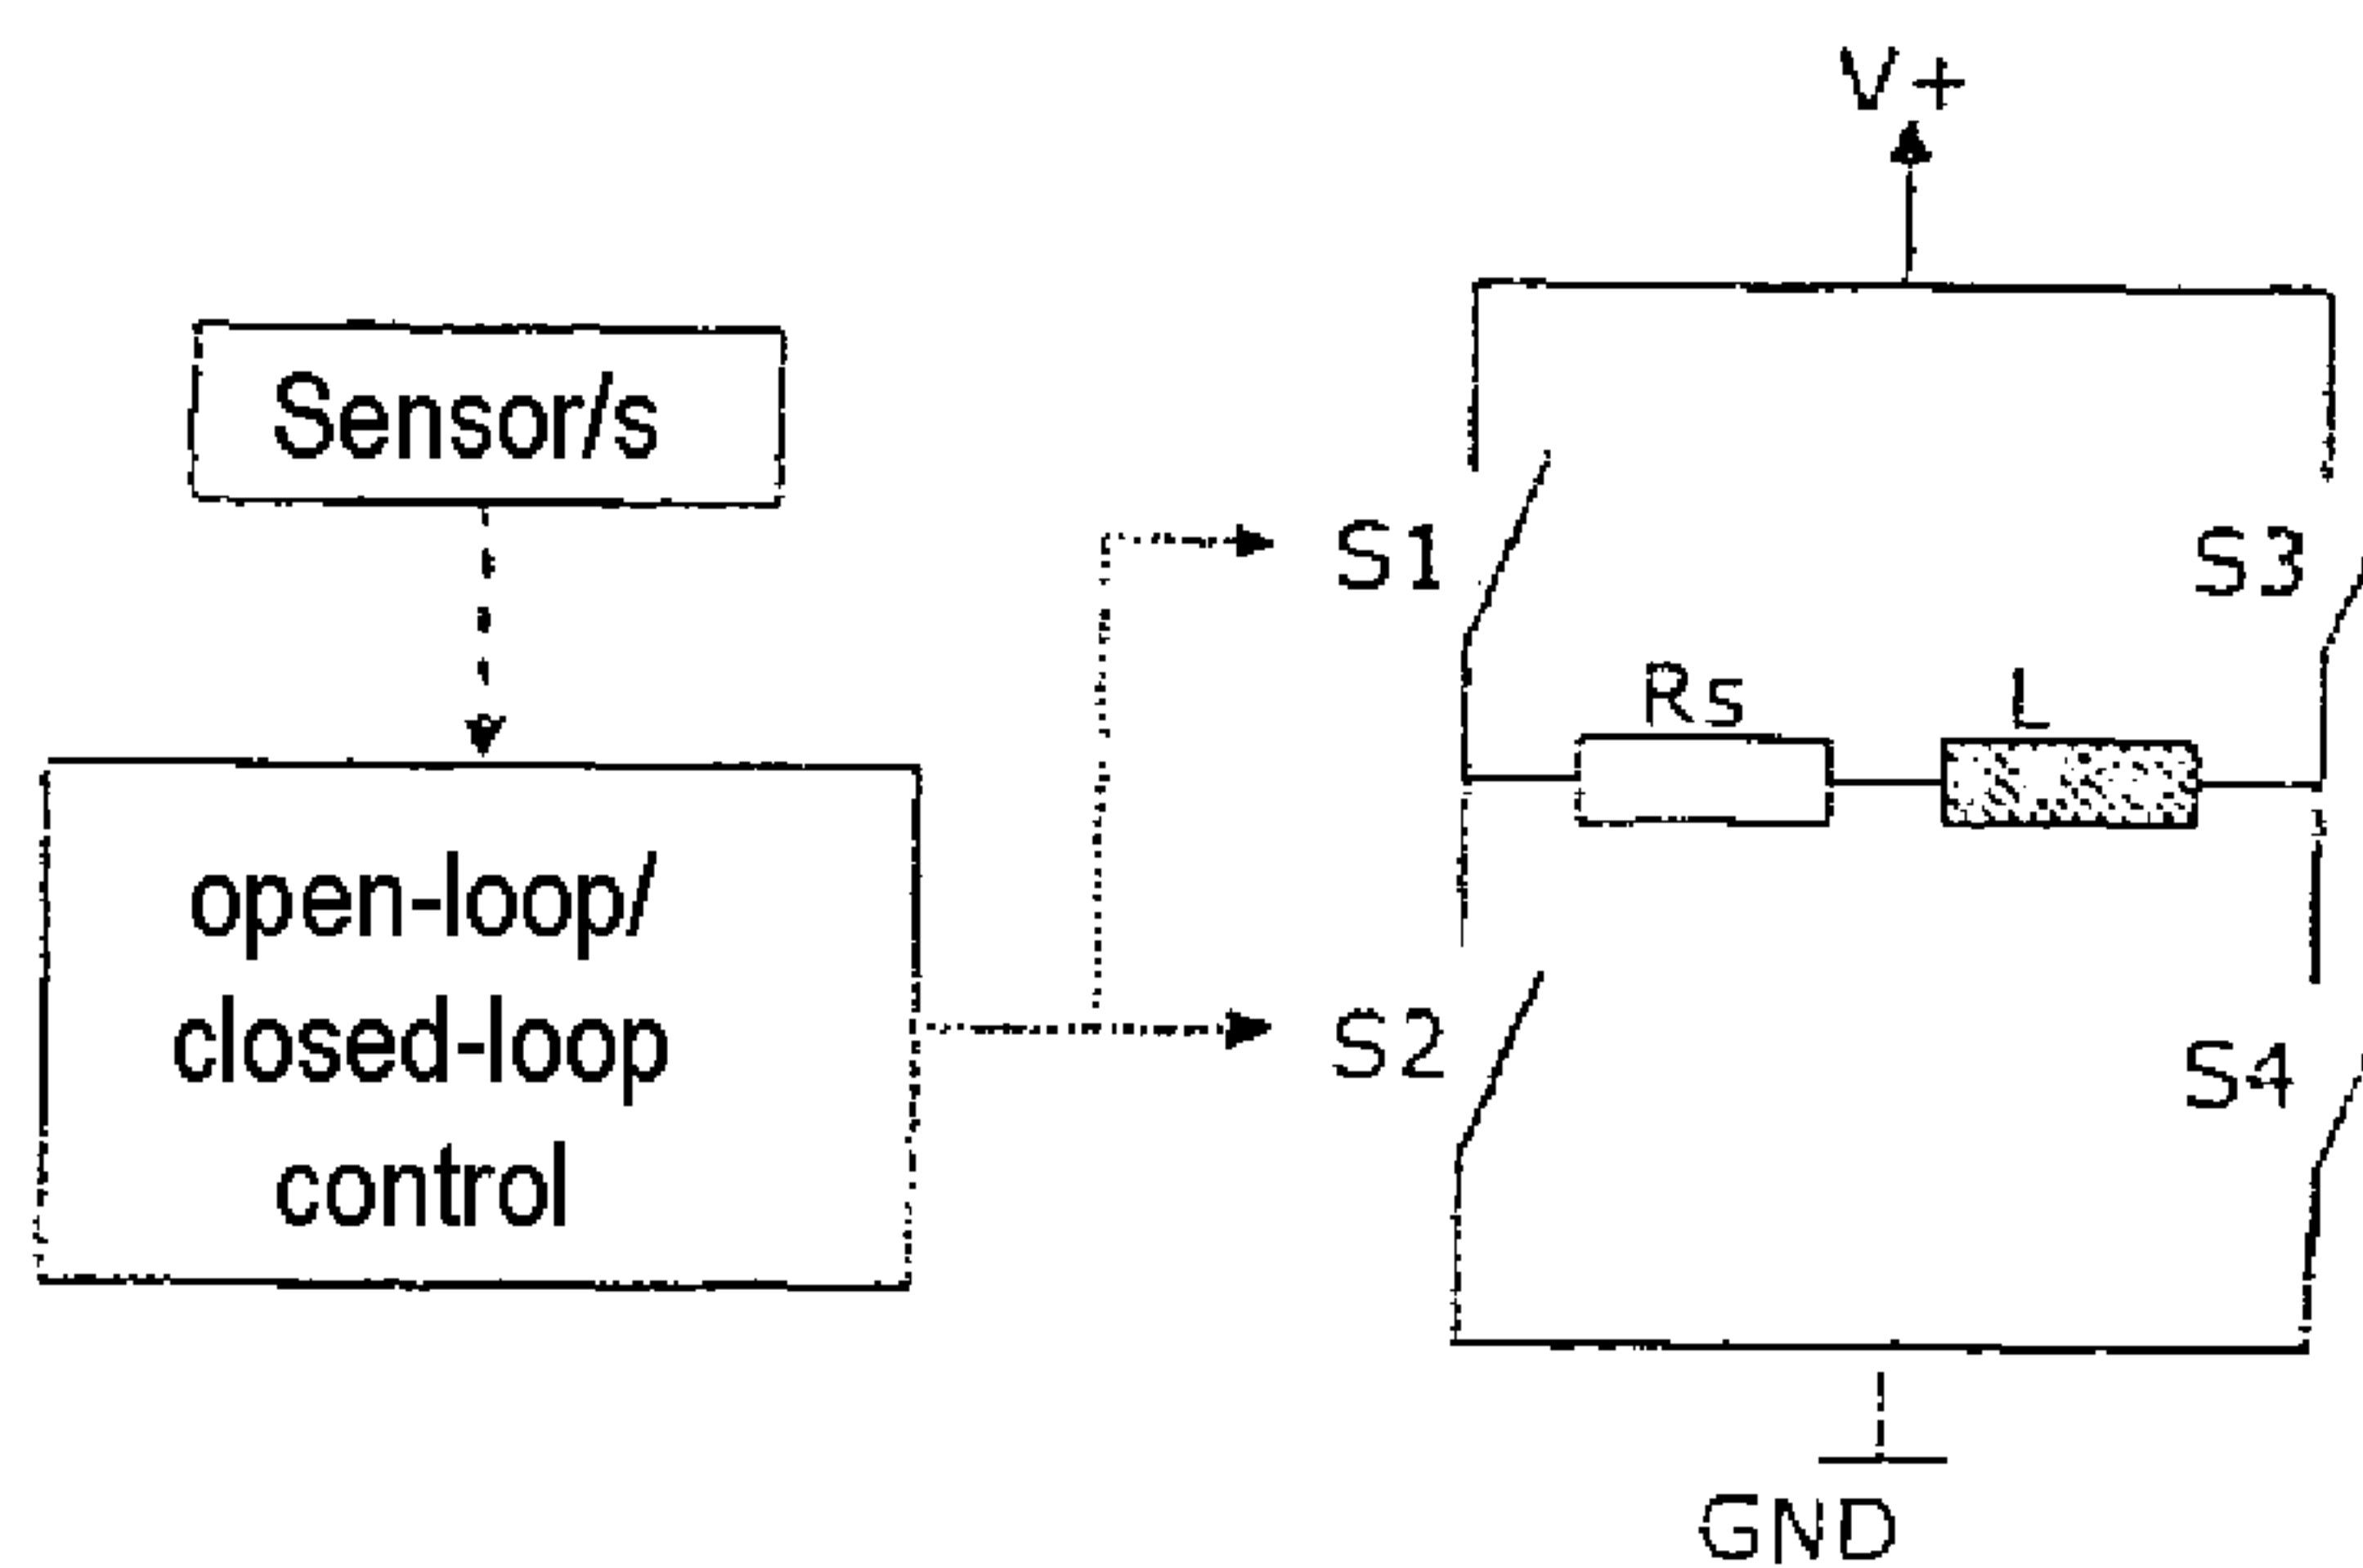 V+
Sensor/s
S1
S3
Rs
L
open-loop/
closed-loop
control
S2
S4
GND